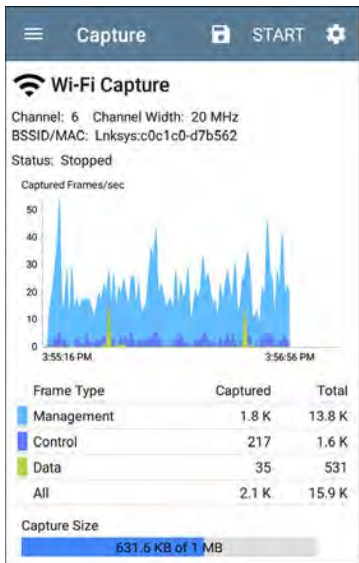 Capture START
Wi-Fi Capture
Channel: 6 Channel Width: 20 MHz
BSSID/MAC: Lnksys:c0c1c0-d7b562
Status: Stopped
Captured Frames/sec
50
40
30
20
10
0
3:55:16 PM 3:56:56 PM
Frame Type Captured Total
Management 1.8 K 13.8 K
Control 217 1.6 K
Data 35 531
All 2.1 K 15.9 K
Capture Size
631.6 KB of 1 MB